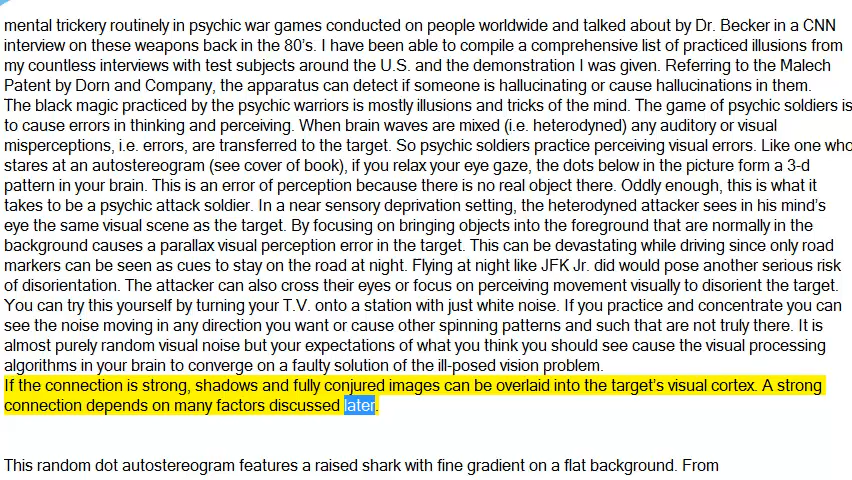 mental trickery routinely in psychic war games conducted on people worldwide and talked about by Dr. Becker in a CNN
interview on these weapons back in the 80's. I have been able to compile a comprehensive list of practiced illusions from
my countless interviews with test subjects around the U.S. and the demonstration I was given. Referring to the Malech
Patent by Dorn and Company, the apparatus can detect if someone is hallucinating or cause hallucinations in them.
The black magic practiced by the psychic warriors is mostly illusions and tricks of the mind. The game of psychic soldiers is
to cause errors in thinking and perceiving. When brain waves are mixed (i.e. heterodyned) any auditory or visual
misperceptions, i.e. errors, are transferred to the target. So psychic soldiers practice perceiving visual errors. Like one who
stares at an autostereogram (see cover of book), if you relax your eye gaze, the dots below in the picture form a 3-d
pattern in your brain. This is an error of perception because there is no real object there. Oddly enough, this is what it
takes to be a psychic attack soldier. In a near sensory deprivation setting, the heterodyned attacker sees in his mind's
eye the same visual scene as the target. By focusing on bringing objects into the foreground that are normally in the
background causes a parallax visual perception error in the target. This can be devastating while driving since only road
markers can be seen as cues to stay on the road at night. Flying at night like JFK Jr. did would pose another serious risk
of disorientation. The attacker can also cross their eyes or focus on perceiving movement visually to disorient the target.
You can try this yourself by turning your T.V. onto a station with just white noise. If you practice and concentrate you can
see the noise moving in any direction you want or cause other spinning patterns and such that are not truly there. It is
almost purely random visual noise but your expectations of what you think you should see cause the visual processing
algorithms in your brain to converge on a faulty solution of the ill-posed vision problem.
If the connection is strong, shadows and fully conjured images can be overlaid into the target's visual cortex. A strong
connection depends on many factors discussed later.
This random dot autostereogram features a raised shark with fine gradient on a flat background. From